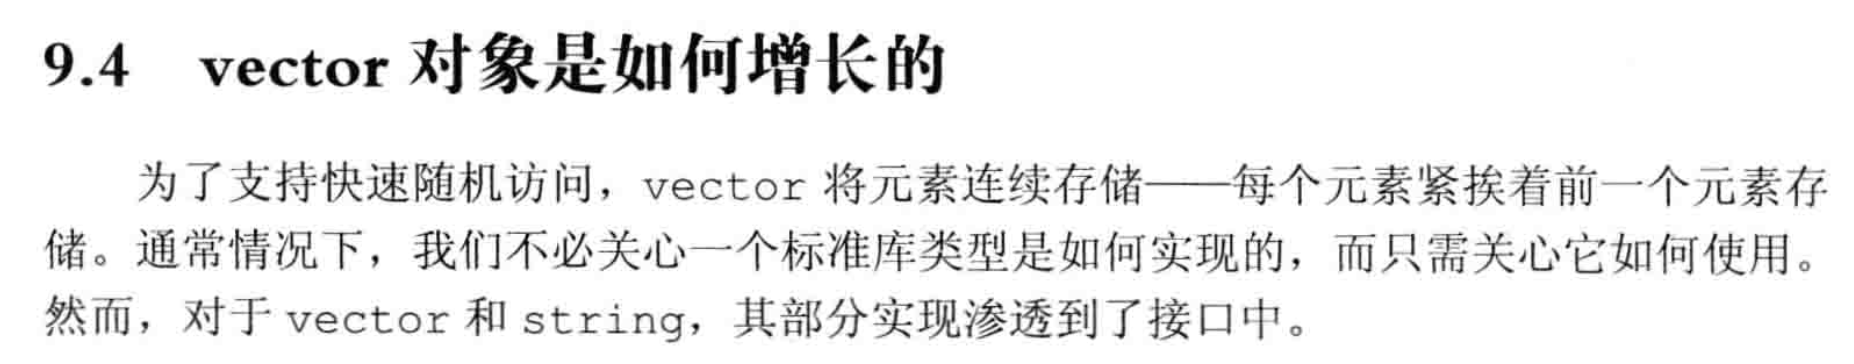 9.4 vector 对象是如何增长的
为了支持快速随机访问，vector 将元素连续存储——每个元素紧挨着前一个元素存
储。通常情况下，我们不必关心一个标准库类型是如何实现的，而只需关心它如何使用。
然而，对于 vector 和 string，其部分实现渗透到了接口中。